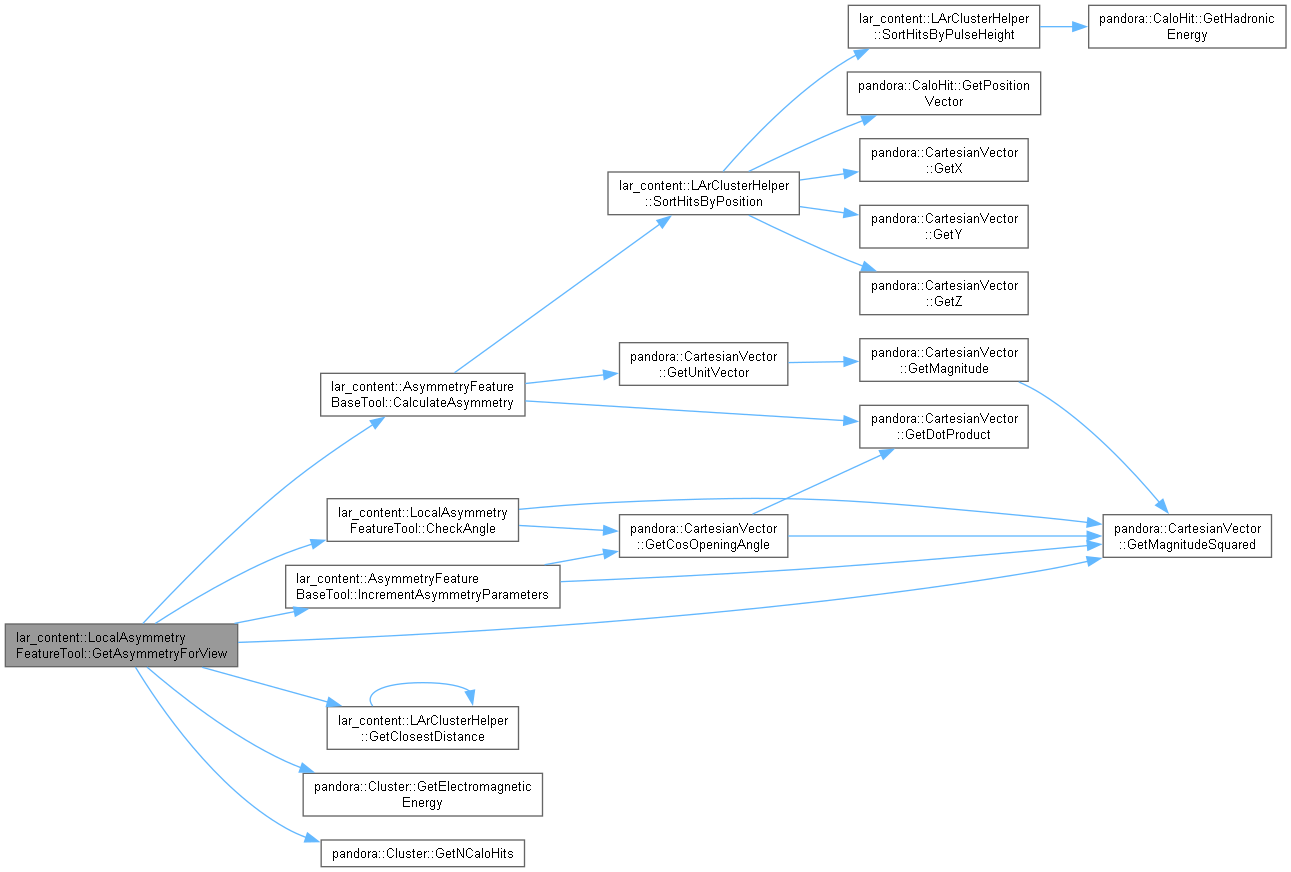 lar_content::LArClusterHelper
::SortHitsByPulseHeight
pandora::CaloHit::GetHadronic
Energy
pandora::CaloHit::GetPosition
Vector
pandora::CartesianVector
::GetX
lar_content::LArClusterHelper
::SortHitsByPosition
pandora::CartesianVector
::GetY
pandora::CartesianVector
::GetZ
pandora::CartesianVector
::GetUnitVector
pandora::CartesianVector
::GetMagnitude
lar_content::AsymmetryFeature
BaseTool::CalculateAsymmetry
pandora::CartesianVector
::GetDotProduct
lar_content::LocalAsymmetry
FeatureTool::CheckAngle
pandora::CartesianVector
::GetCosOpeningAngle
pandora::CartesianVector
::GetMagnitudeSquared
lar_content::AsymmetryFeature
BaseTool::IncrementAsymmetryParameters
lar_content::LocalAsymmetry
FeatureTool::GetAsymmetryForView
lar_content::LArClusterHelper
::GetClosestDistance
pandora::Cluster::GetElectromagnetic
Energy
pandora::Cluster::GetNCaloHits